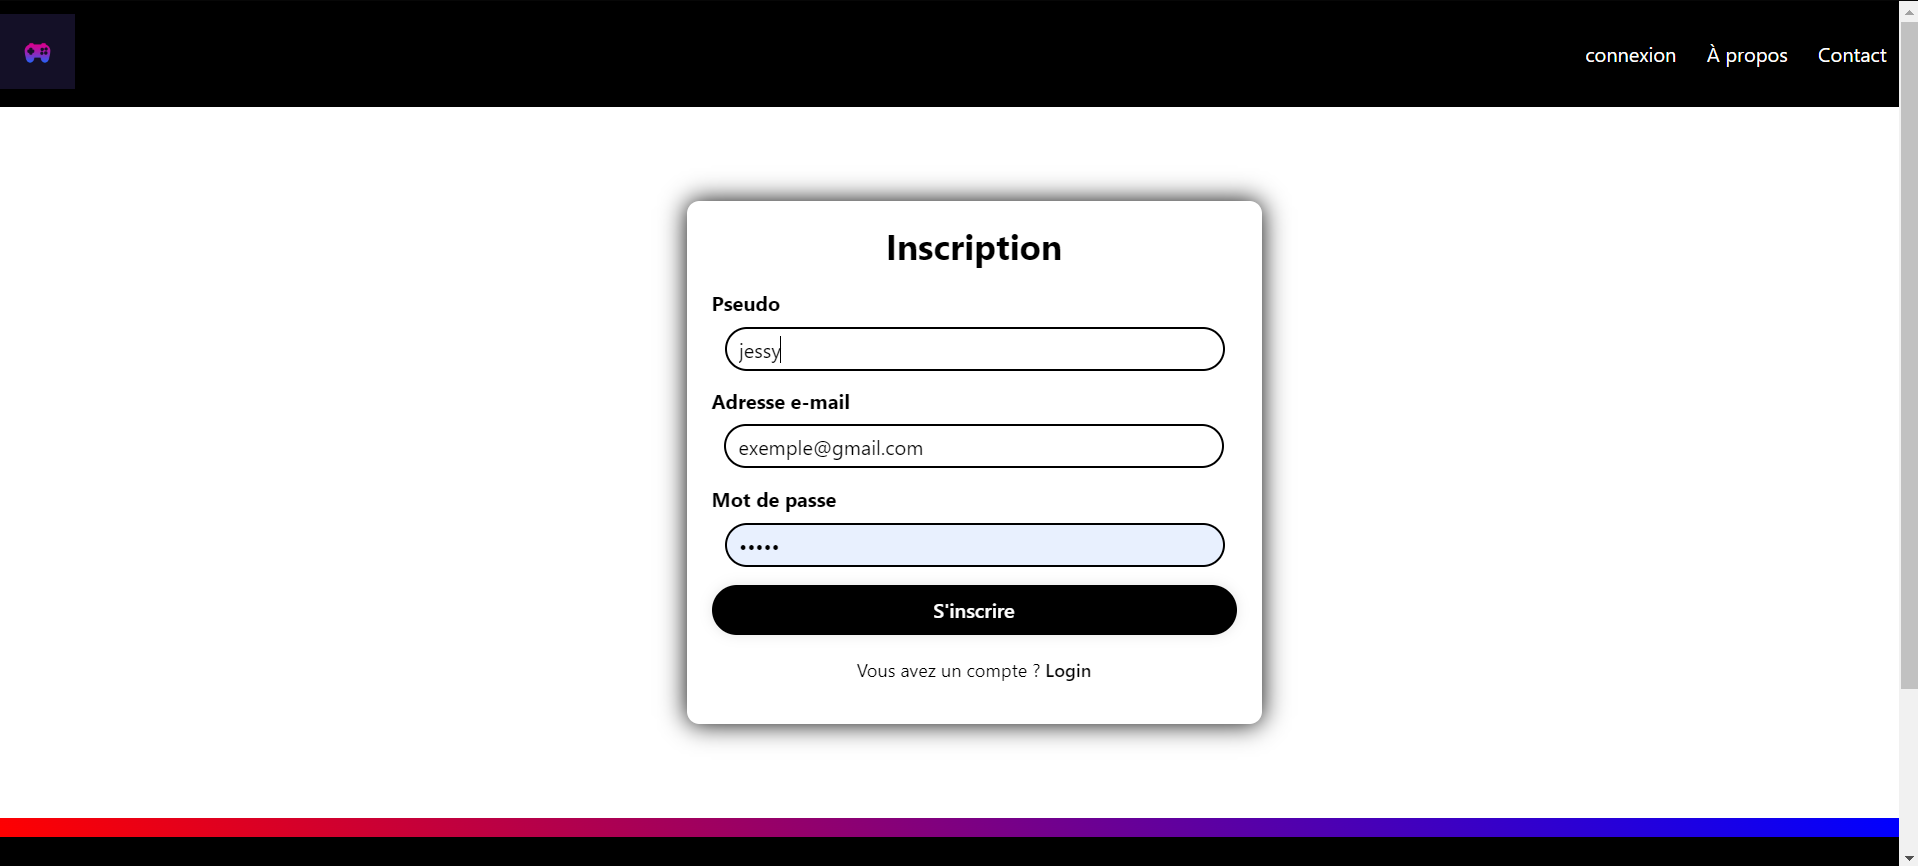 connexion À propos Contact
Inscription
Pseudo
jessy
Adresse e-mail
exemple@gmail.com
Mot de passe
•••••
S'inscrire
Vous avez un compte ? Login